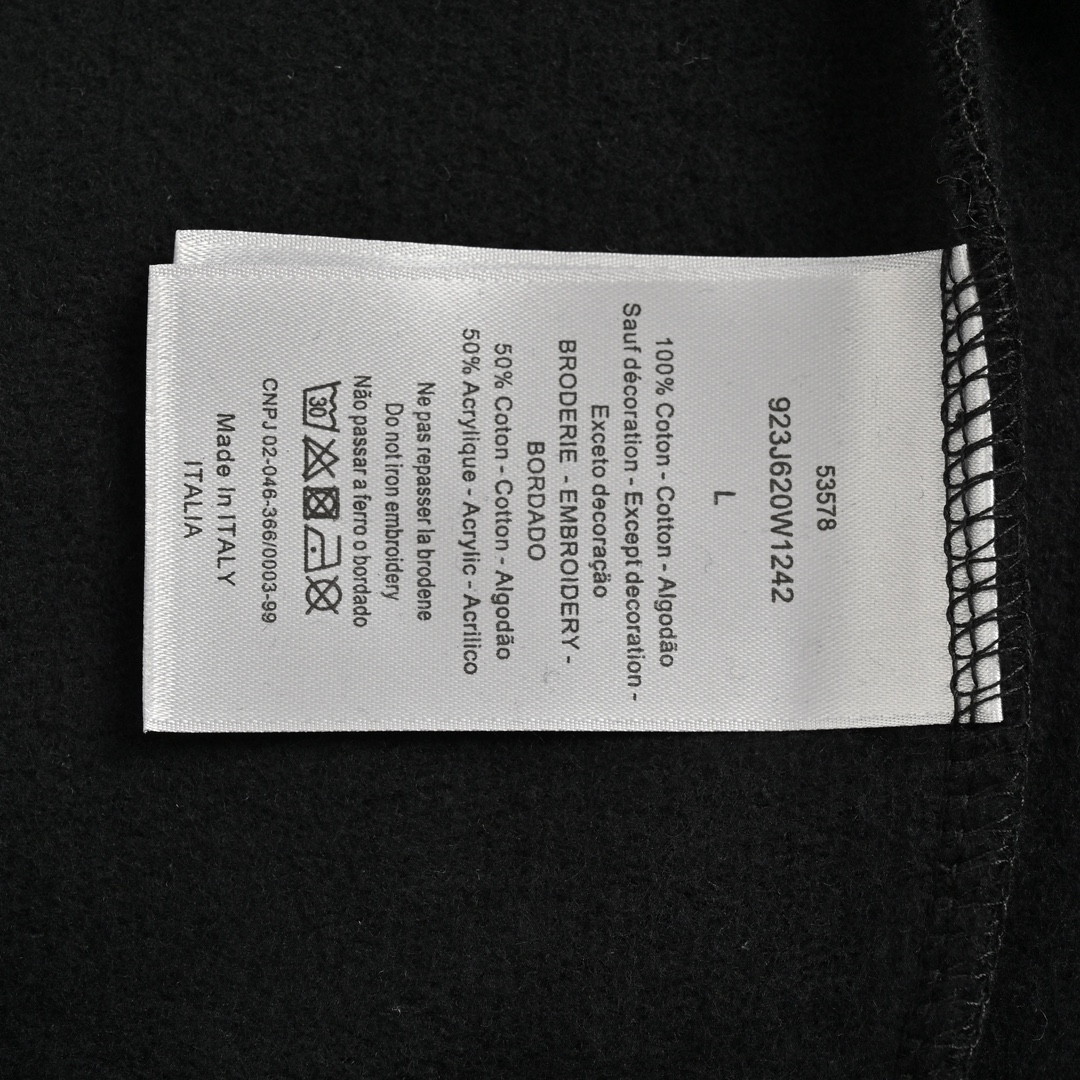 53578
923J620W1242
L
100% Coton - Cotton - Algodão
Sauf décoration - Except decoration -
Exceto decoração
BRODERIE - EMBROIDERY -
BORDADO
50% Coton - Cotton - Algodão
50% Acrylique - Acrylic - Acrilico
Ne pas repasser la brodene
Do not iron embroidery
Não passar a ferro o bordado
30
CNPJ 02-046-366/0003-99
Made In ITALY
ITALIA